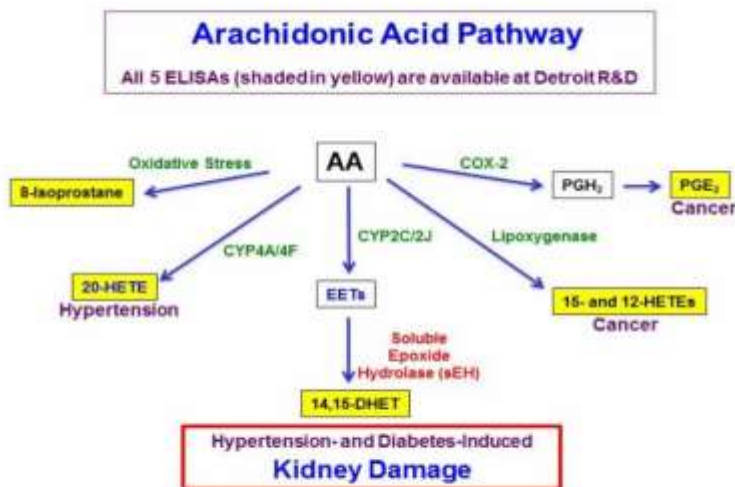 Arachidonic Acid Pathway
All 5 ELISAs (shaded in yellow) are available at Detroit R&D
Oxidative Stress
AA
COX-2
8-Isoprostane
PGH₂
PGE₂
Cancer
CYP4A/4F
CYP2C/2J
Lipoxygenase
20-HETE
Hypertension
EETs
15- and 12-HETEs
Cancer
Soluble
Epoxide
Hydrolase (sEH)
14,15-DHET
Hypertension- and Diabetes-Induced
Kidney Damage